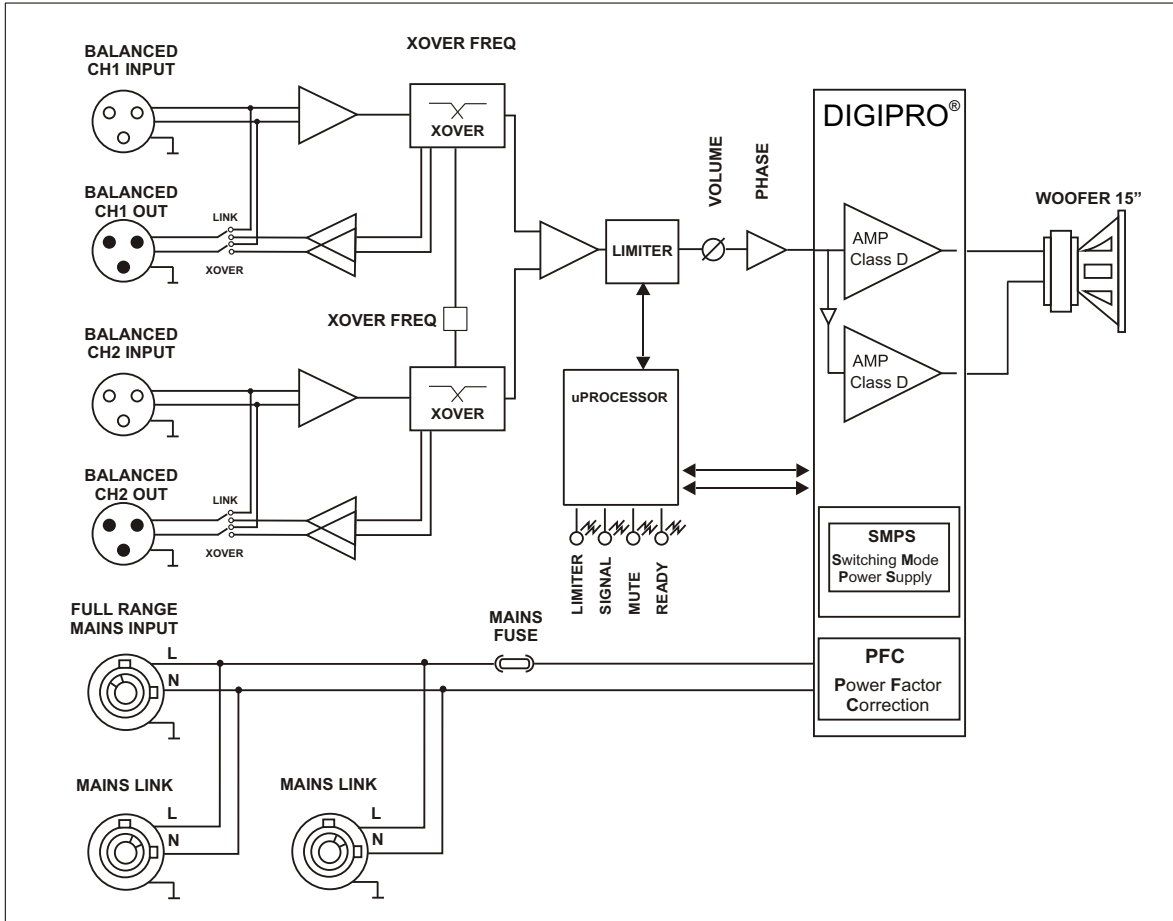 BALANCED
CH1 INPUT
XOVER FREQ
XOVER
BALANCED
CH1 OUT
LINK
XOVER
XOVER FREQ
BALANCED
CH2 INPUT
XOVER
BALANCED
CH2 OUT
LINK
XOVER
LIMITER
VOLUME
PHASE
uPROCESSOR
LIMITER
SIGNAL
MUTE
READY
DIGIPRO®
AMP
Class D
AMP
Class D
WOOFER 15”
SMPS
Switching Mode
Power Supply
PFC
Power Factor
Correction
FULL RANGE
MAINS INPUT
L
N
MAINS
FUSE
MAINS LINK
L
N
MAINS LINK
L
N